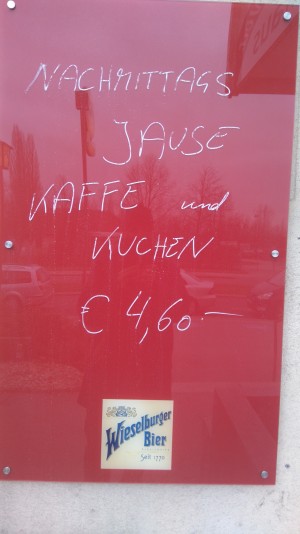 NACHMITTAGS
JAUSE
KAFFE und
KUCHEN
€ 4,60.-
Wieselburger
Bier
Seit 1770